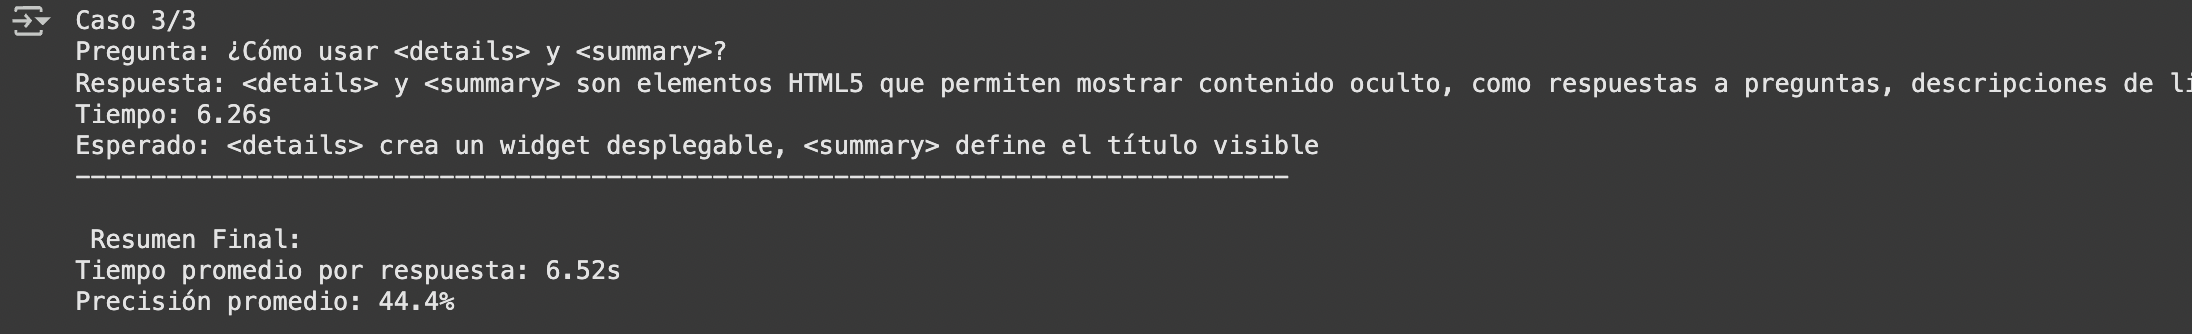 Caso 3/3
Pregunta: ¿Cómo usar <details> y <summary>?
Respuesta: <details> y <summary> son elementos HTML5 que permiten mostrar contenido oculto, como respuestas a preguntas, descripciones de li
Tiempo: 6.26s
Esperado: <details> crea un widget desplegable, <summary> define el título visible
--------------------------------------------------------------------------------
Resumen Final:
Tiempo promedio por respuesta: 6.52s
Precisión promedio: 44.4%